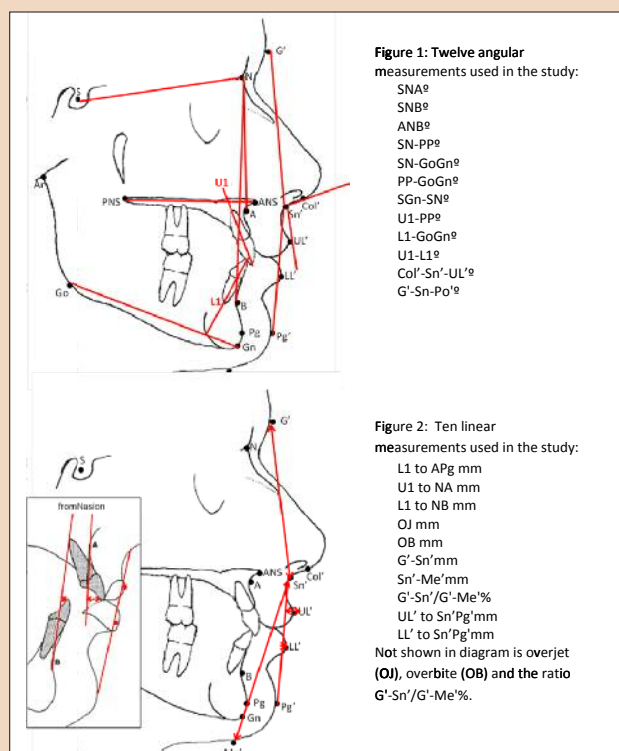 G'
N
S
Figure 1: Twelve angular
measurements used in the study:
SNAº
SNBº
ANBº
SN-PPº
SN-GoGnº
PP-GoGnº
SGn-SNº
U1-PPº
L1-GoGnº
U1-L1º
Col'-Sn'-UL'º
G'-Sn-Po'º
Ar
U1
PNS
ANS
Col'
A
Sn'
UL'
LL'
Go
L1
B
Pg
Pg'
Gn
G'
N
S
Figure 2: Ten linear
measurements used in the study:
L1 to APg mm
U1 to NA mm
L1 to NB mm
OJ mm
OB mm
G'-Sn'mm
Sn'-Me'mm
G'-Sn'/G'-Me'%
UL' to Sn'Pg'mm
LL' to Sn'Pg'mm
Not shown in diagram is overjet
(OJ), overbite (OB) and the ratio
G'-Sn'/G'-Me'%.
fromNasion
A
B
ANS
Col'
A
Sn'
UL'
LL'
B
Pg
Pg'
Gn